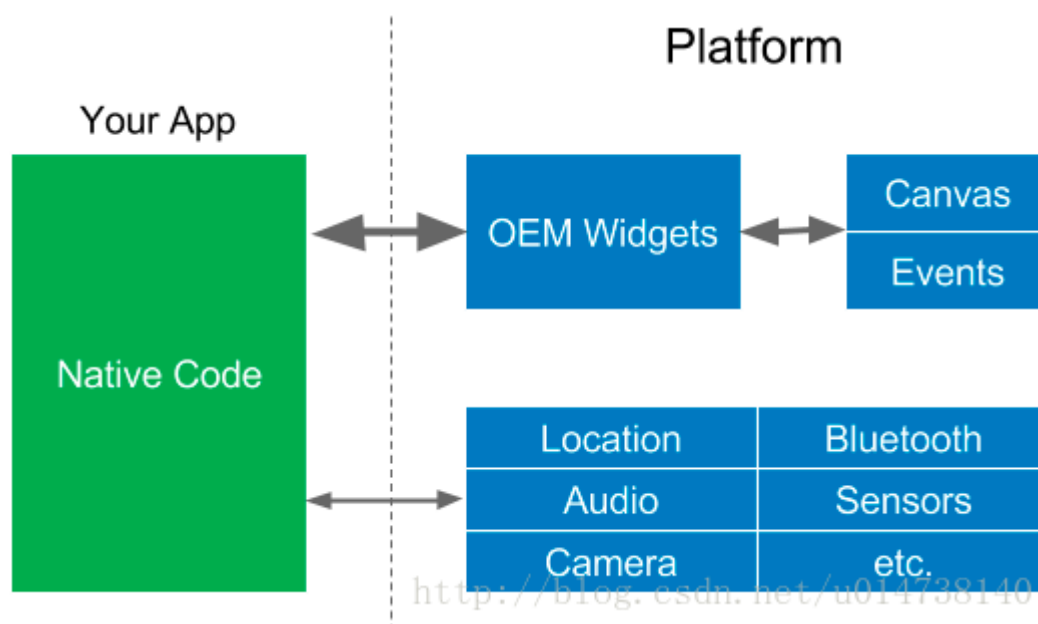 Platform
Your App
Native Code
OEM Widgets
Canvas
Events
Location
Bluetooth
Audio
Sensors
Camera
etc.
http://blog.csdn.net/u014738140